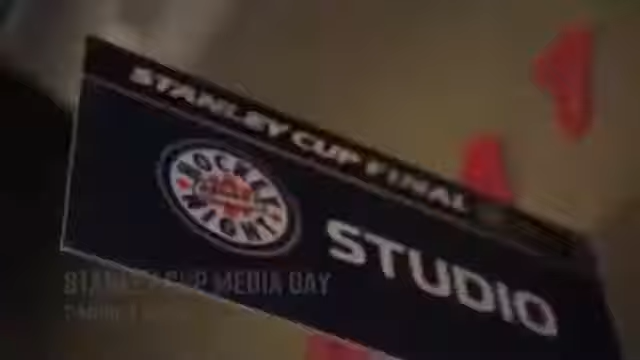 STANLEY CUP FINAL
HOCKEY
NIGHT
STUDIO
STANLEY CUP MEDIA DAY